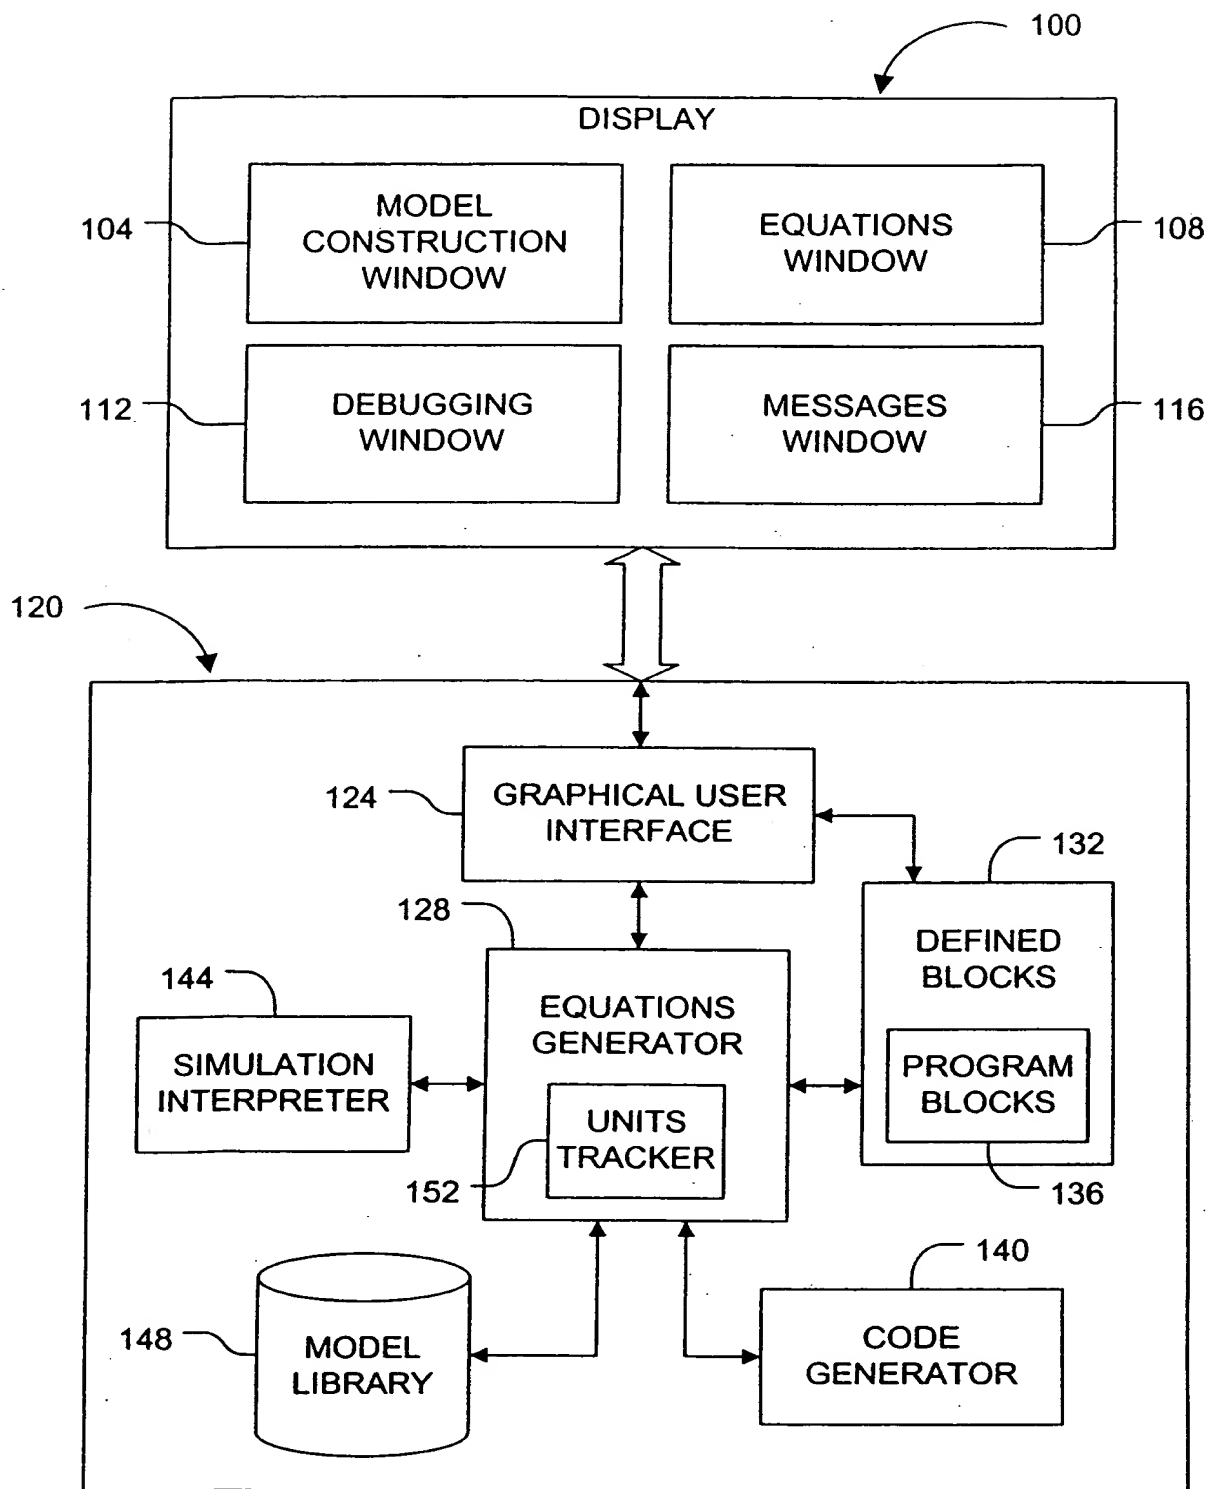 100
DISPLAY
104
MODEL
CONSTRUCTION
WINDOW
EQUATIONS
WINDOW
108
112
DEBUGGING
WINDOW
MESSAGES
WINDOW
116
120
124
GRAPHICAL USER
INTERFACE
132
128
DEFINED
BLOCKS
144
EQUATIONS
GENERATOR
SIMULATION
INTERPRETER
PROGRAM
BLOCKS
UNITS
TRACKER
152
136
140
148
MODEL
LIBRARY
CODE
GENERATOR